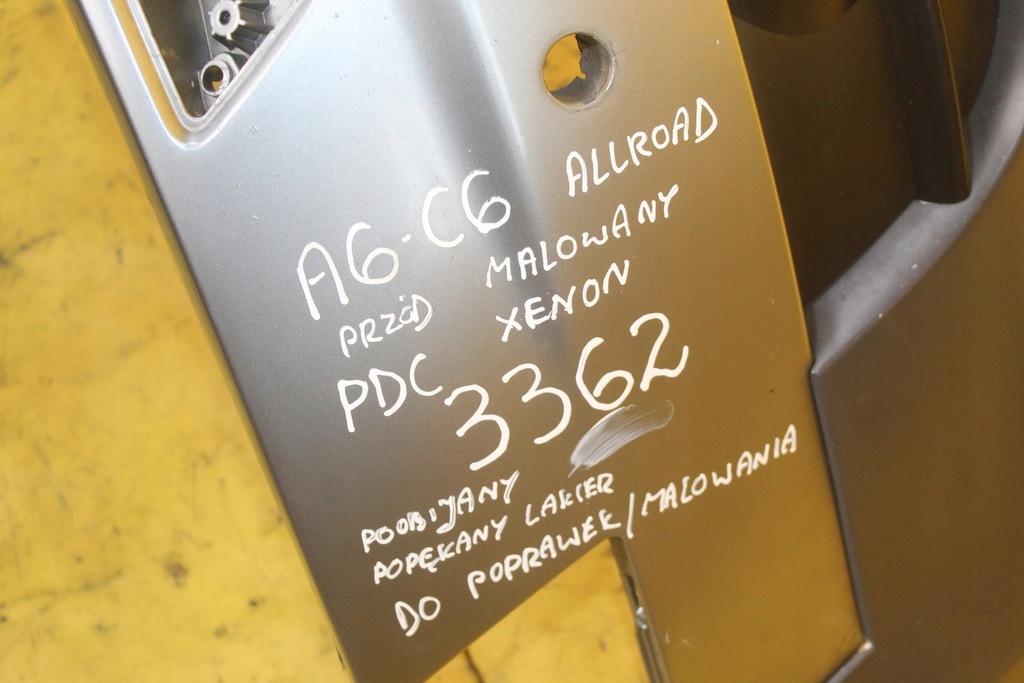 A6-C6 ALLROAD
PRZÓD MALOWANY
PDC XENON
3362
POOBIJANY
POPĘKANY LAKIER
DO POPRAWEK/MALOWANIA